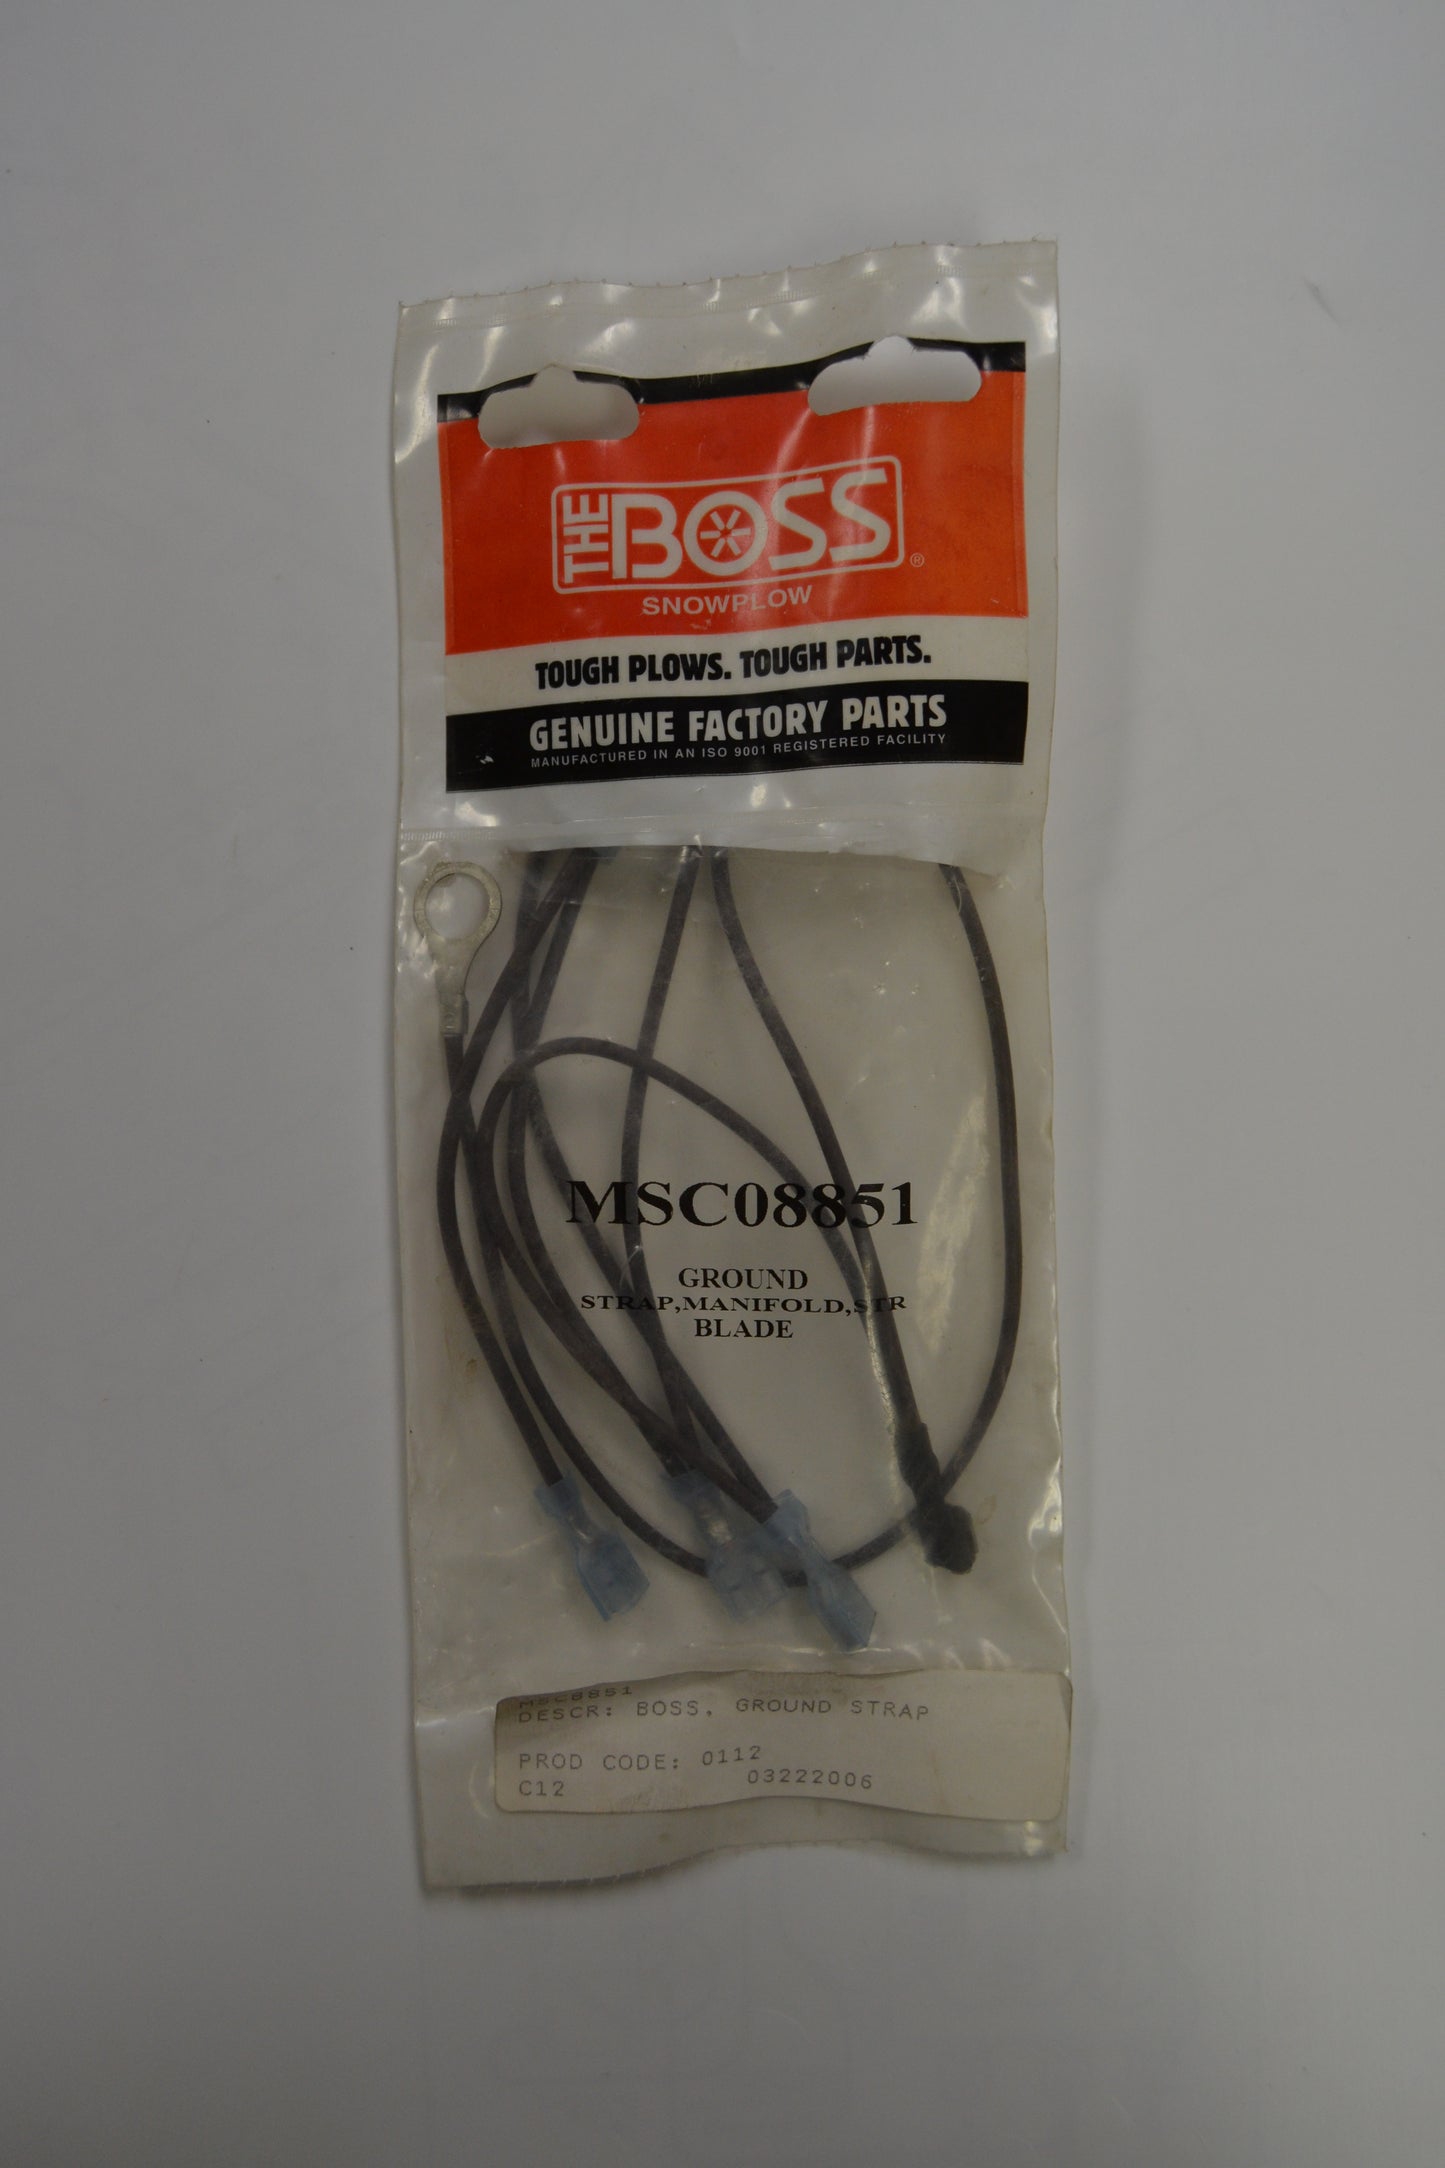 THE BOSS®
SNOWPLOW
TOUGH PLOWS. TOUGH PARTS.
GENUINE FACTORY PARTS
MANUFACTURED IN AN ISO 9001 REGISTERED FACILITY
MSC08851
GROUND
STRAP,MANIFOLD,STR
BLADE
MSC8851
DESCR: BOSS, GROUND STRAP
PROD CODE: 0112
C12 03222006